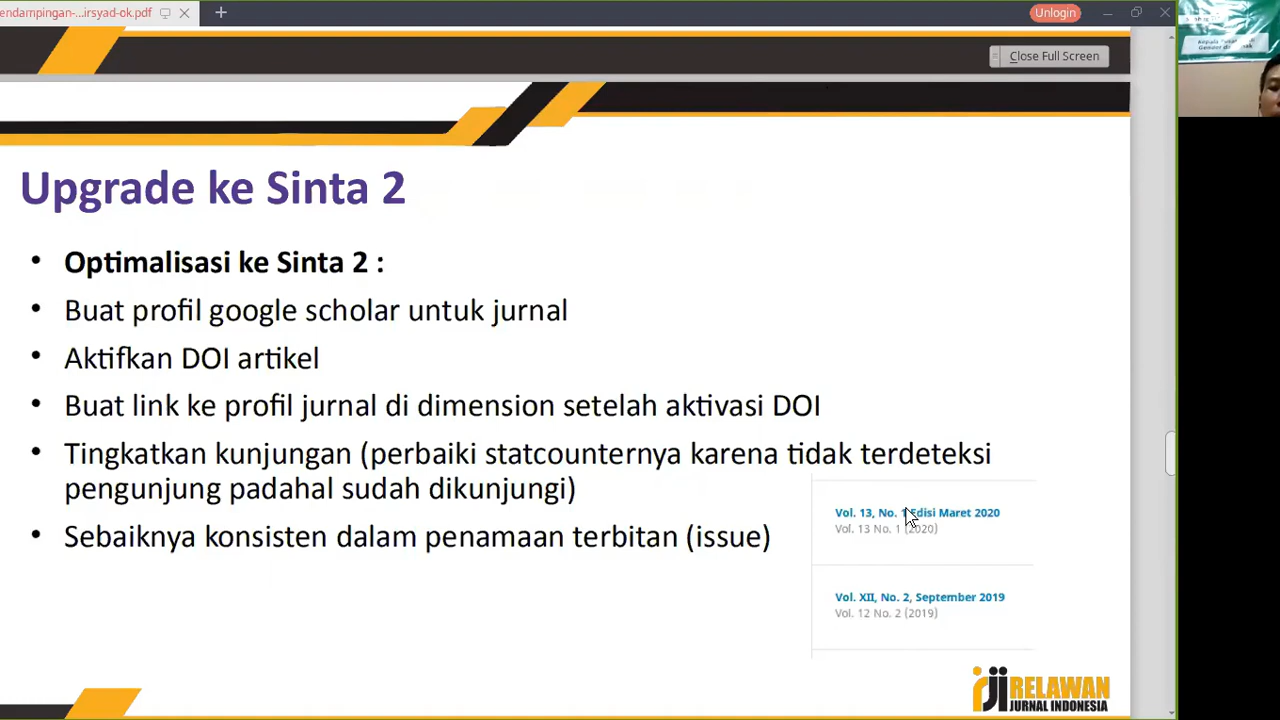 endampingan-...irsyad-ok.pdf
Unlogin
Close Full Screen
Upgrade ke Sinta 2
• Optimalisasi ke Sinta 2 :
• Buat profil google scholar untuk jurnal
• Aktifkan DOI artikel
• Buat link ke profil jurnal di dimension setelah aktivasi DOI
• Tingkatkan kunjungan (perbaiki statcounternya karena tidak terdeteksi
pengunjung padahal sudah dikunjungi)
• Sebaiknya konsisten dalam penamaan terbitan (issue)
Vol. 13, No. 1 Edisi Maret 2020
Vol. 13 No. 1 (2020)
Vol. XII, No. 2, September 2019
Vol. 12 No. 2 (2019)
rji RELAWAN
JURNAL INDONESIA